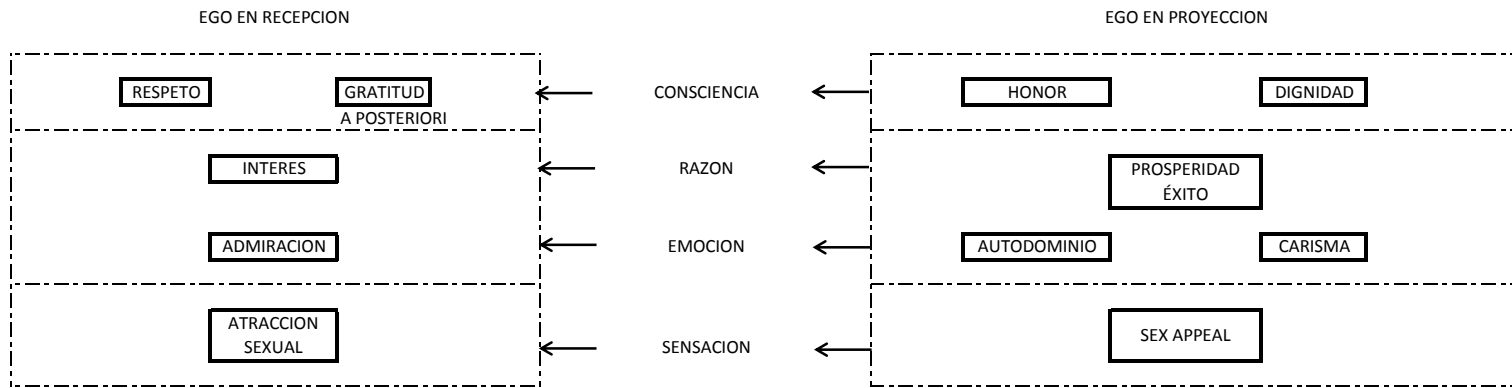 EGO EN RECEPCION
EGO EN PROYECCION
RESPETO
GRATITUD
A POSTERIORI
CONSCIENCIA
HONOR
DIGNIDAD
INTERES
RAZON
PROSPERIDAD
ÉXITO
ADMIRACION
EMOCION
AUTODOMINIO
CARISMA
ATRACCION
SEXUAL
SENSACION
SEX APPEAL